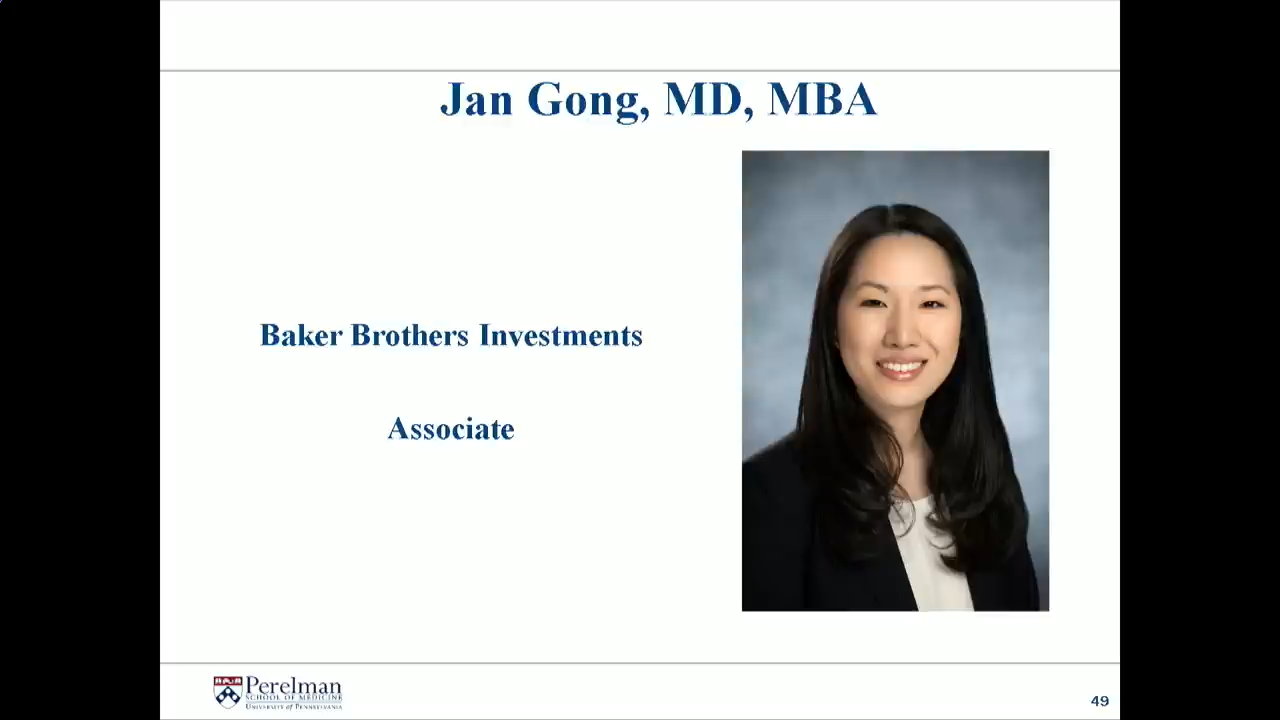 Jan Gong, MD, MBA
Baker Brothers Investments
Associate
Perelman
SCHOOL OF MEDICINE
UNIVERSITY of PENNSYLVANIA
49